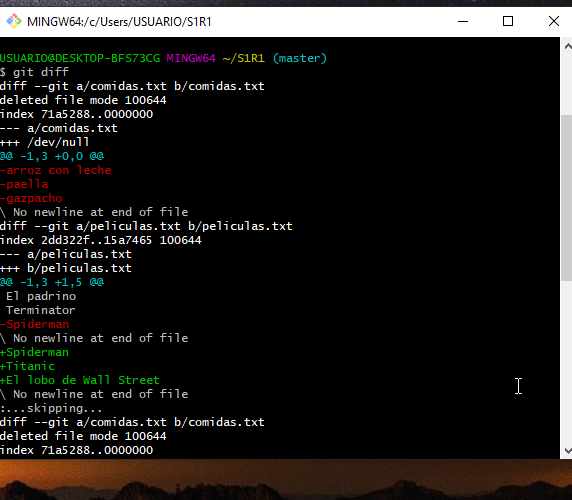 MINGW64:/c/Users/USUARIO/S1R1
USUARIO@DESKTOP-BFS73CG MINGW64 ~/S1R1 (master)
$ git diff
diff --git a/comidas.txt b/comidas.txt
deleted file mode 100644
index 71a5288..0000000
--- a/comidas.txt
+++ /dev/null
@@ -1,3 +0,0 @@
-arroz con leche
-paella
-gazpacho
\ No newline at end of file
diff --git a/peliculas.txt b/peliculas.txt
index 2dd322f..15a7465 100644
--- a/peliculas.txt
+++ b/peliculas.txt
@@ -1,3 +1,5 @@
 El padrino
 Terminator
-Spiderman
\ No newline at end of file
+Spiderman
+Titanic
+El lobo de Wall Street
\ No newline at end of file
:...skipping...
diff --git a/comidas.txt b/comidas.txt
deleted file mode 100644
index 71a5288..0000000